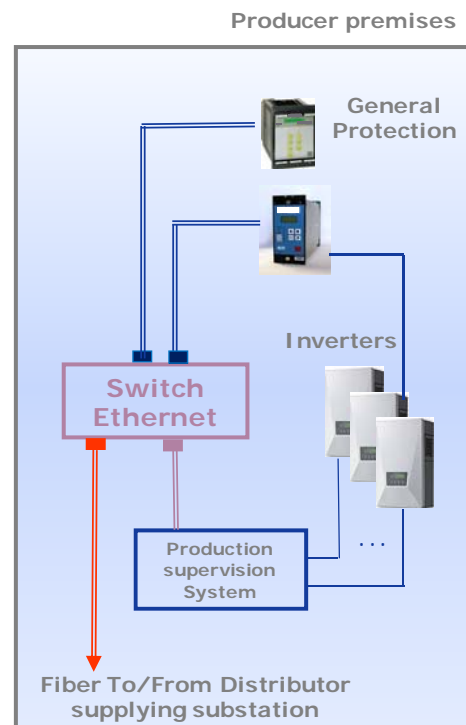 Producer premises
General
Protection
Inverters
Switch
Ethernet
Production
supervision
System
...
Fiber To/From Distributor
supplying substation